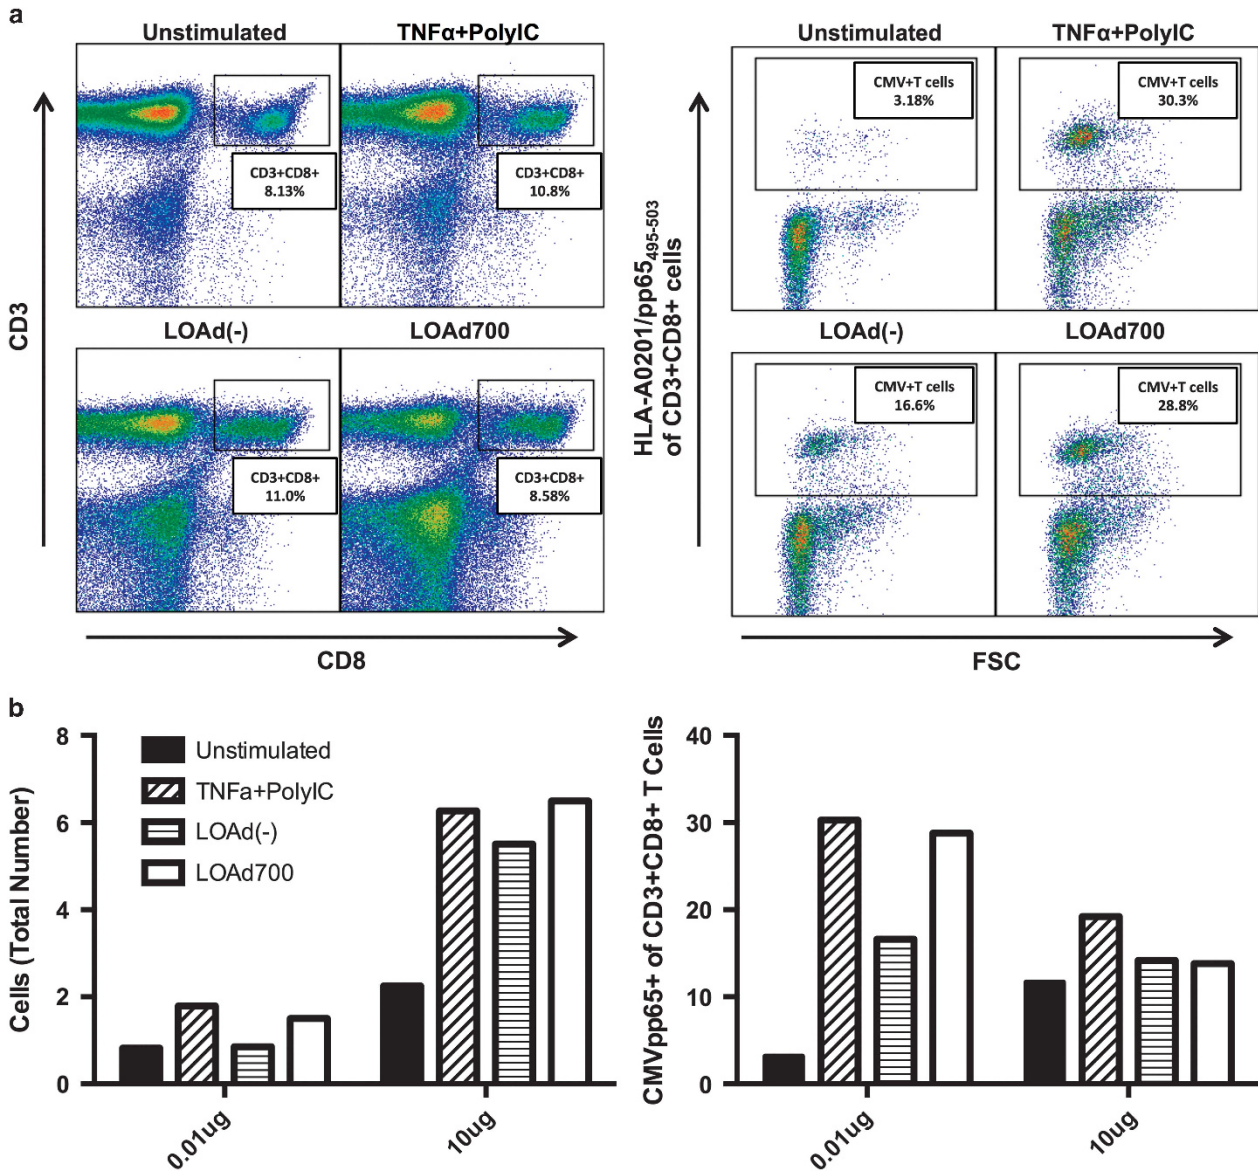 a
Unstimulated
TNFα+PolyIC
CD3+CD8+
8.13%
CD3+CD8+
10.8%
LOAd(-)
LOAd700
CD3+CD8+
11.0%
CD3+CD8+
8.58%
CD3
CD8
Unstimulated
TNFα+PolyIC
CMV+T cells
3.18%
CMV+T cells
30.3%
LOAd(-)
LOAd700
CMV+T cells
16.6%
CMV+T cells
28.8%
HLA-A0201/pp65495-503
of CD3+CD8+ cells
FSC
b
Cells (Total Number)
8
6
4
2
0
Unstimulated
TNFa+PolyIC
LOAd(-)
LOAd700
0.01ug
10ug
CMVpp65+ of CD3+CD8+ T Cells
40
30
20
10
0
0.01ug
10ug